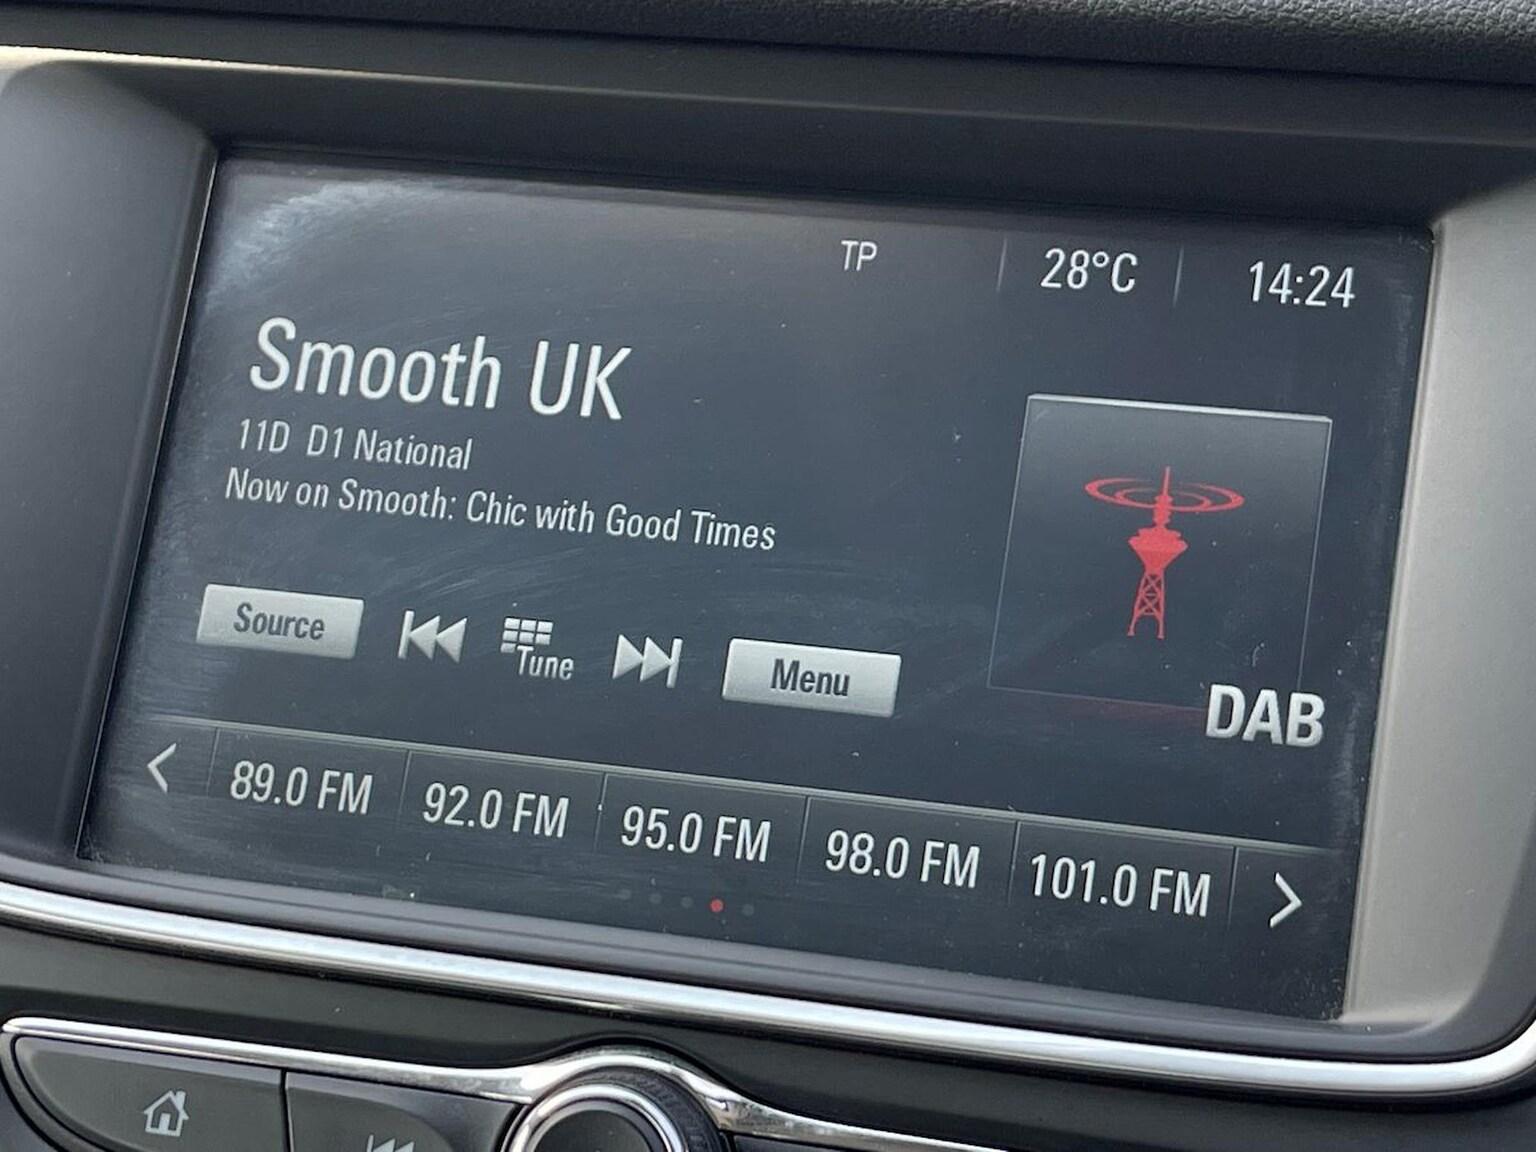 TP 28°C 14:24
Smooth UK
11D D1 National
Now on Smooth: Chic with Good Times
Source Tune Menu
DAB
89.0 FM 92.0 FM 95.0 FM 98.0 FM 101.0 FM